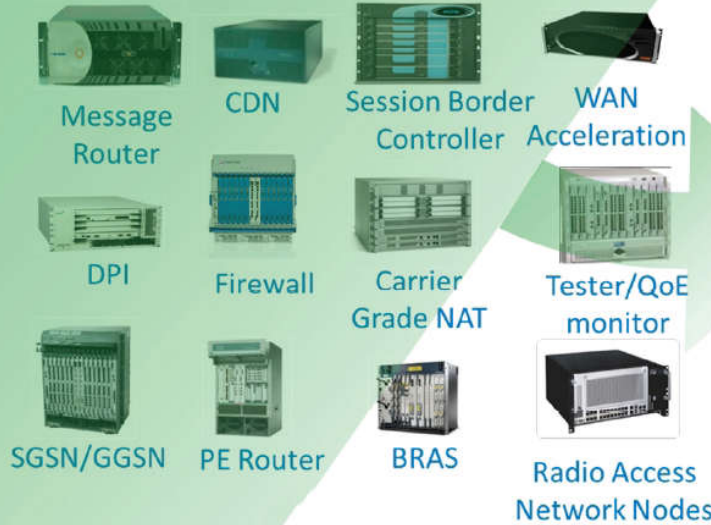 Message
Router
CDN
Session Border
Controller
WAN
Acceleration
DPI
Firewall
Carrier
Grade NAT
Tester/QoE
monitor
SGSN/GGSN
PE Router
BRAS
Radio Access
Network Nodes